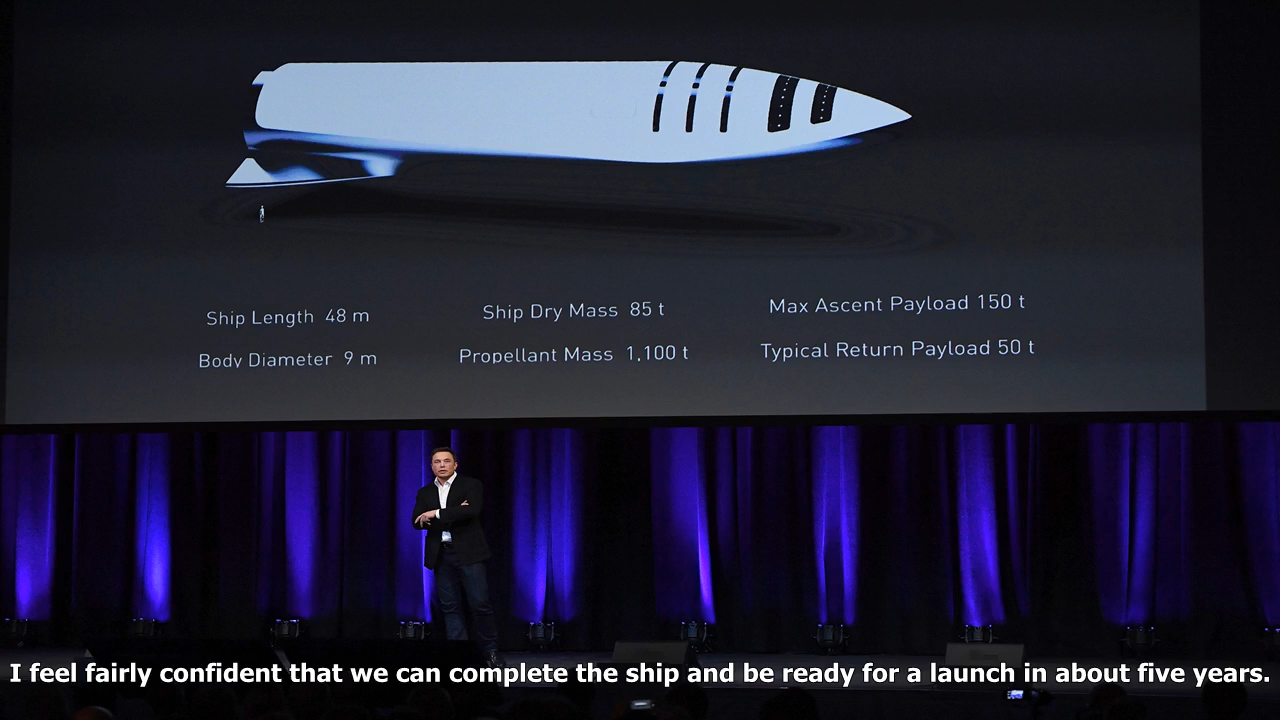 Ship Length 48 m
Ship Dry Mass 85 t
Max Ascent Payload 150 t
Body Diameter 9 m
Propellant Mass 1,100 t
Typical Return Payload 50 t
I feel fairly confident that we can complete the ship and be ready for a launch in about five years.